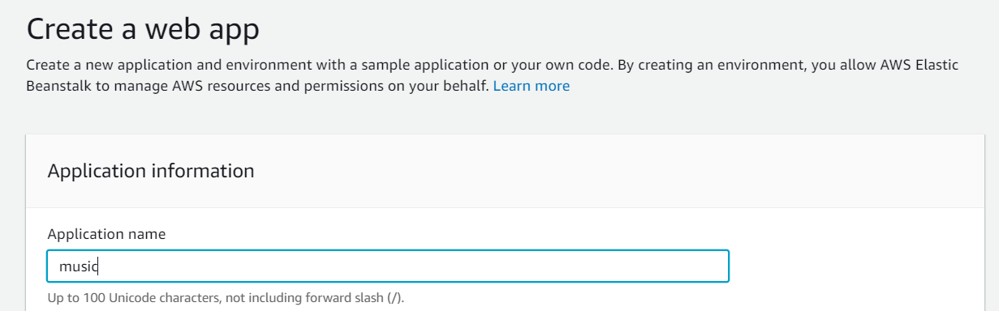 Create a web app
Create a new application and environment with a sample application or your own code. By creating an environment, you allow AWS Elastic
Beanstalk to manage AWS resources and permissions on your behalf. Learn more
Application information
Application name
music
Up to 100 Unicode characters, not including forward slash (/).